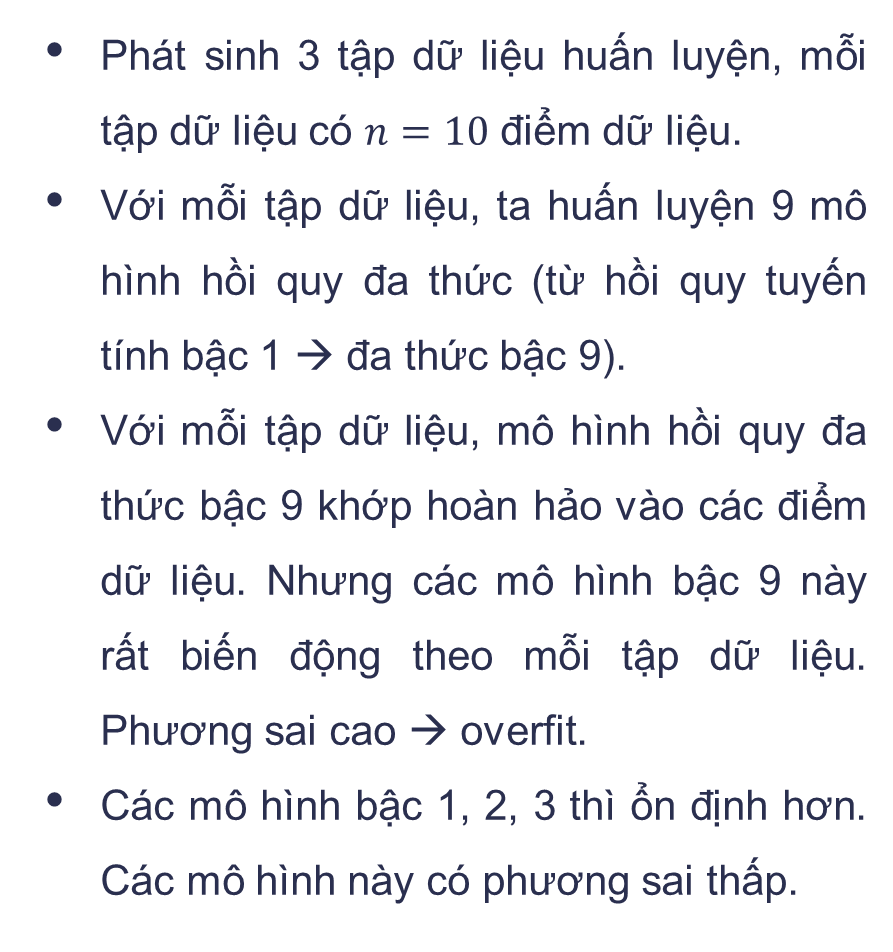 • Phát sinh 3 tập dữ liệu huấn luyện, mỗi
tập dữ liệu có n = 10 điểm dữ liệu.
• Với mỗi tập dữ liệu, ta huấn luyện 9 mô
hình hồi quy đa thức (từ hồi quy tuyến
tính bậc 1 → đa thức bậc 9).
• Với mỗi tập dữ liệu, mô hình hồi quy đa
thức bậc 9 khớp hoàn hảo vào các điểm
dữ liệu. Nhưng các mô hình bậc 9 này
rất biến động theo mỗi tập dữ liệu.
Phương sai cao → overfit.
• Các mô hình bậc 1, 2, 3 thì ổn định hơn.
Các mô hình này có phương sai thấp.